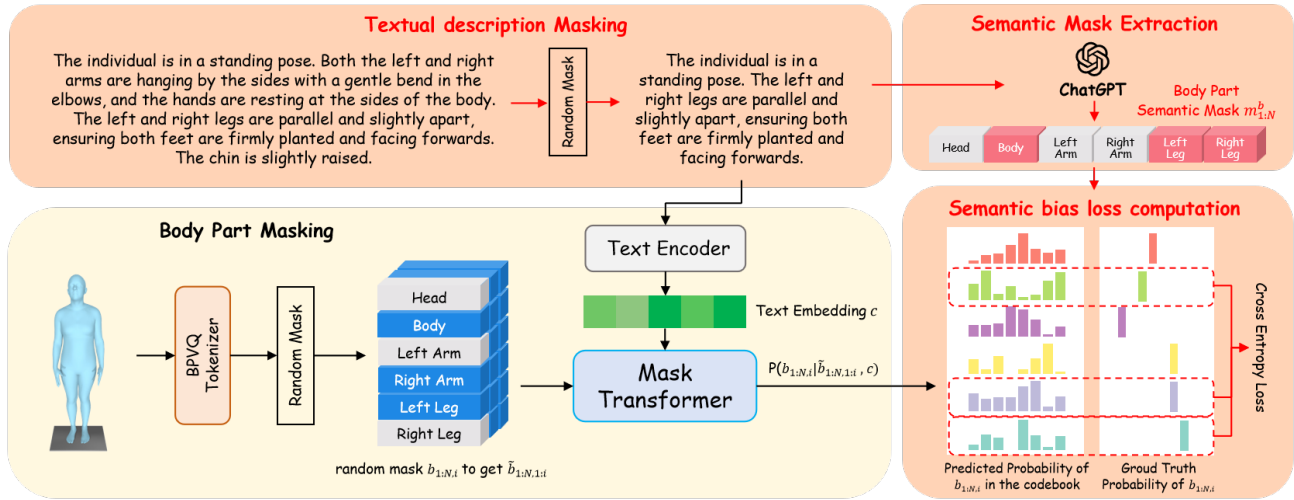 Textual description Masking
The individual is in a standing pose. Both the left and right
arms are hanging by the sides with a gentle bend in the
elbows, and the hands are resting at the sides of the body.
The left and right legs are parallel and slightly apart,
ensuring both feet are firmly planted and facing forwards.
The chin is slightly raised.
Random Mask
The individual is in a
standing pose. The left and
right legs are parallel and
slightly apart, ensuring both
feet are firmly planted and
facing forwards.
Semantic Mask Extraction
ChatGPT
Body Part
Semantic Mask $m^b_{1:N}$
Head
Body
Left
Arm
Right
Arm
Left
Leg
Right
Leg
Body Part Masking
BPVQ
Tokenizer
Random Mask
Head
Body
Left Arm
Right Arm
Left Leg
Right Leg
random mask $b_{1:N,i}$ to get $\tilde{b}_{1:N,1:i}$
Text Encoder
Text Embedding c
Mask
Transformer
P($b_{1:N,i}|\tilde{b}_{1:N,1:i}$ , c)
Semantic bias loss computation
Cross Entropy Loss
Predicted Probability of
$b_{1:N,i}$ in the codebook
Groud Truth
Probability of $b_{1:N,i}$